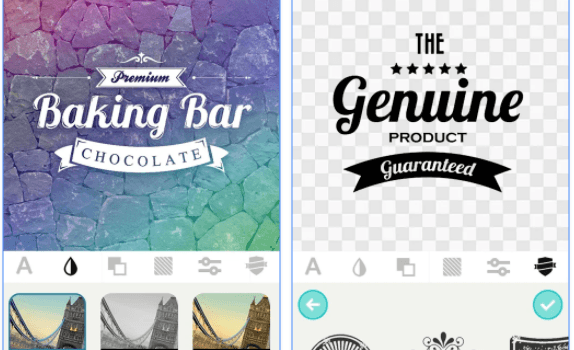 Premium
Baking Bar
CHOCOLATE
A
THE
Genuine
PRODUCT
Guaranteed
A